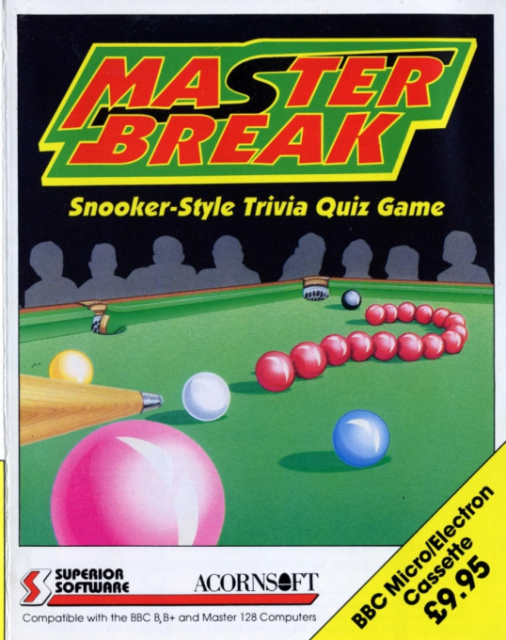 MASTER
BREAK
Snooker-Style Trivia Quiz Game
BBC Micro/Electron
Cassette
£9.95
SUPERIOR
SOFTWARE
ACORNSOFT
Compatible with the BBC B, B+ and Master 128 Computers